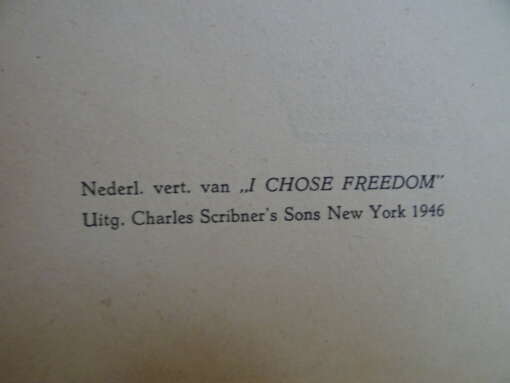 Nederl. vert. van „I CHOSE FREEDOM”
Uitg. Charles Scribner's Sons New York 1946